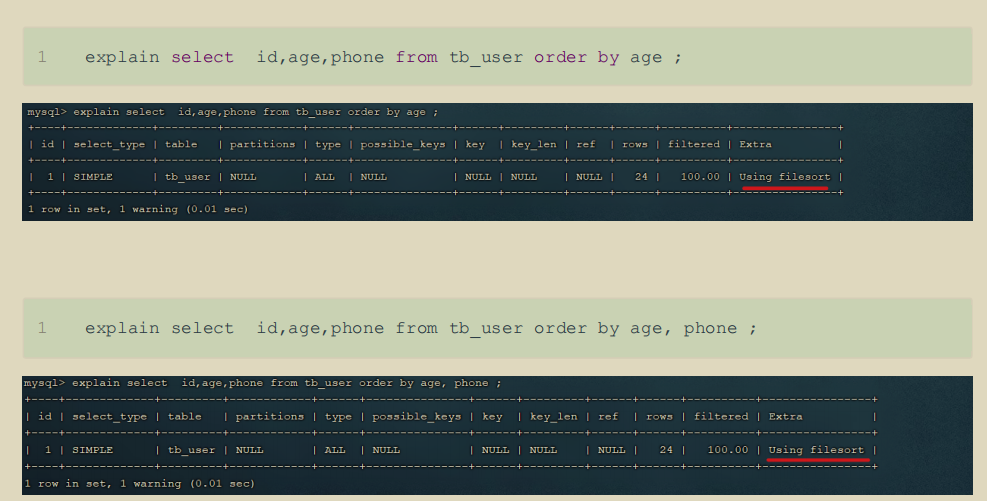 1    explain select  id,age,phone from tb_user order by age ;
mysql> explain select  id,age,phone from tb_user order by age ;
+----+-------------+---------+------------+------+---------------+------+---------+------+------+----------+----------------+
| id | select_type | table   | partitions | type | possible_keys | key  | key_len | ref  | rows | filtered | Extra          |
+----+-------------+---------+------------+------+---------------+------+---------+------+------+----------+----------------+
|  1 | SIMPLE      | tb_user | NULL       | ALL  | NULL          | NULL | NULL    | NULL |   24 |   100.00 | Using filesort |
+----+-------------+---------+------------+------+---------------+------+---------+------+------+----------+----------------+
1 row in set, 1 warning (0.01 sec)
1    explain select  id,age,phone from tb_user order by age, phone ;
mysql> explain select  id,age,phone from tb_user order by age, phone ;
+----+-------------+---------+------------+------+---------------+------+---------+------+------+----------+----------------+
| id | select_type | table   | partitions | type | possible_keys | key  | key_len | ref  | rows | filtered | Extra          |
+----+-------------+---------+------------+------+---------------+------+---------+------+------+----------+----------------+
|  1 | SIMPLE      | tb_user | NULL       | ALL  | NULL          | NULL | NULL    | NULL |   24 |   100.00 | Using filesort |
+----+-------------+---------+------------+------+---------------+------+---------+------+------+----------+----------------+
1 row in set, 1 warning (0.01 sec)